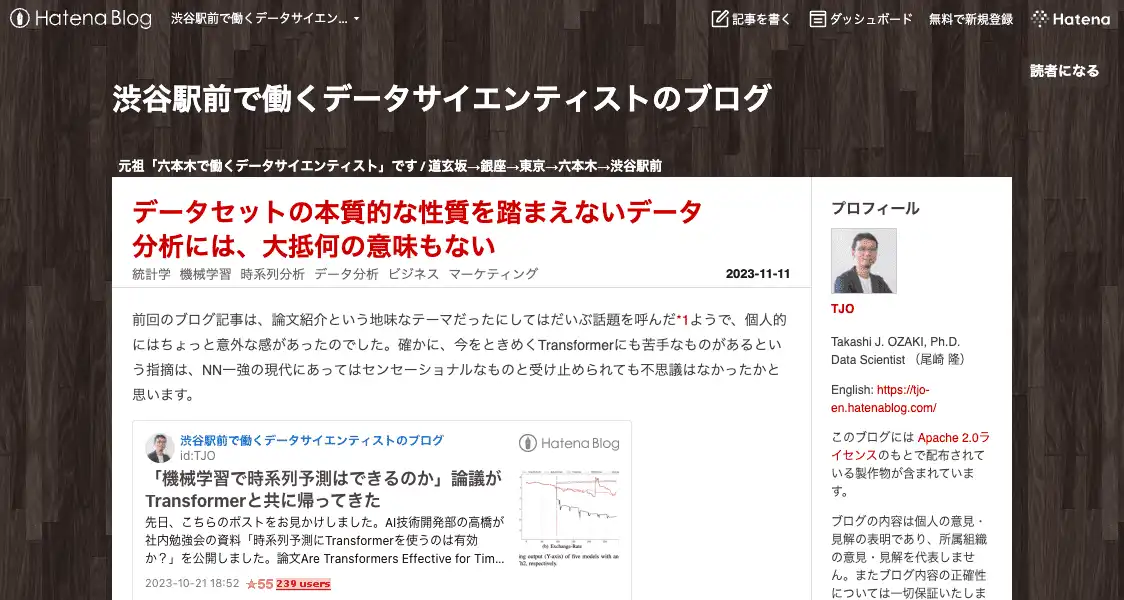 Hatena Blog 渋谷駅前で働くデータサイエン...
記事を書く ダッシュボード 無料で新規登録 Hatena
読者になる
渋谷駅前で働くデータサイエンティストのブログ
元祖「六本木で働くデータサイエンティスト」です / 道玄坂→銀座→東京→六本木→渋谷駅前
データセットの本質的な性質を踏まえないデータ
分析には、大抵何の意味もない
統計学 機械学習 時系列分析 データ分析 ビジネス マーケティング
2023-11-11
前回のブログ記事は、論文紹介という地味なテーマだったにしてはだいぶ話題を呼んだ*1ようで、個人的
にはちょっと意外な感があったのでした。確かに、今をときめくTransformerにも苦手なものがあるとい
う指摘は、NN一強の現代にあってはセンセーショナルなものと受け止められても不思議はなかったかと
思います。
渋谷駅前で働くデータサイエンティストのブログ
id:TJO
Hatena Blog
「機械学習で時系列予測はできるのか」論議が
Transformerと共に帰ってきた
先日、こちらのポストをお見かけしました。AI技術開発部の高橋が
社内勉強会の資料「時系列予測にTransformerを使うのは有効
か？」を公開しました。論文Are Transformers Effective for Tim...
(b) Exchange-Rate
ing output (Y-axis) of five models with an
'h2, respectively.
2023-10-21 18:52 ★55 239 users
プロフィール
TJO
Takashi J. OZAKI, Ph.D.
Data Scientist （尾崎 隆）
English: https://tjo-
en.hatenablog.com/
このブログには Apache 2.0ラ
イセンスのもとで配布されて
いる製作物が含まれていま
す。
ブログの内容は個人の意見・
見解の表明であり、所属組織
の意見・見解を代表しませ
ん。またブログ内容の正確性
については一切保証いたしま